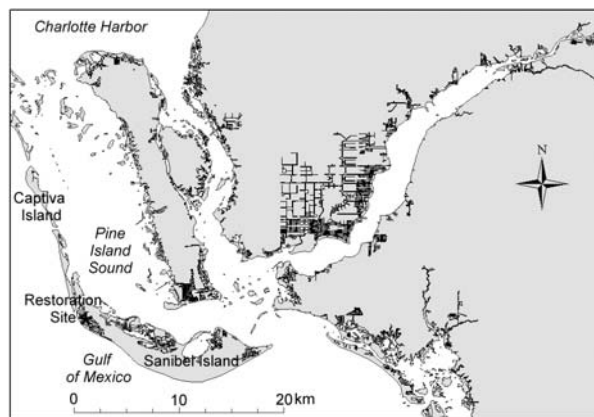 Charlotte Harbor
N
Captiva
Island
Pine
Island
Sound
Restoration
Site
Sanibel Island
Gulf
of Mexico
0 10 20 km